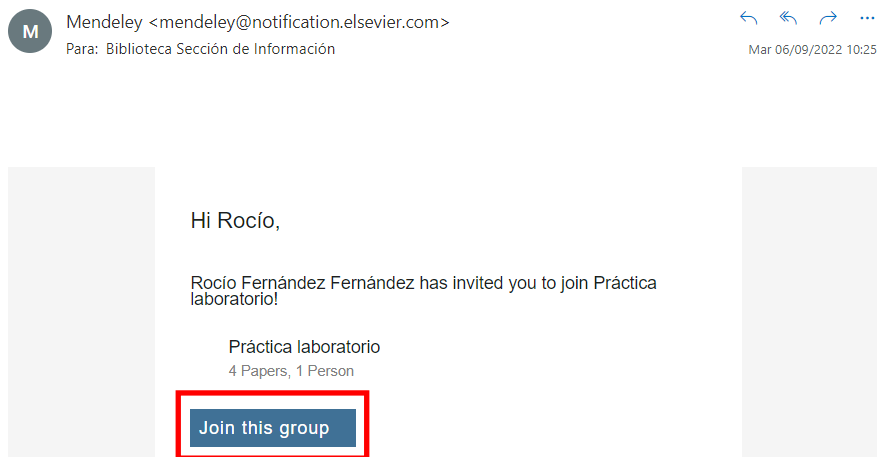 M
Mendeley <mendeley@notification.elsevier.com>
Para: Biblioteca Sección de Información
Mar 06/09/2022 10:25
Hi Rocío,
Rocío Fernández Fernández has invited you to join Práctica
laboratorio!
Práctica laboratorio
4 Papers, 1 Person
Join this group